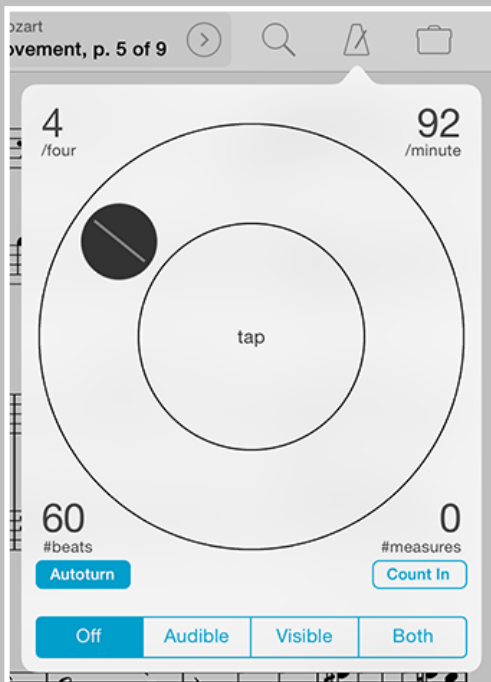 ozart
ovement, p. 5 of 9
4
/four
92
/minute
tap
60
#beats
0
#measures
Autoturn
Count In
Off
Audible
Visible
Both